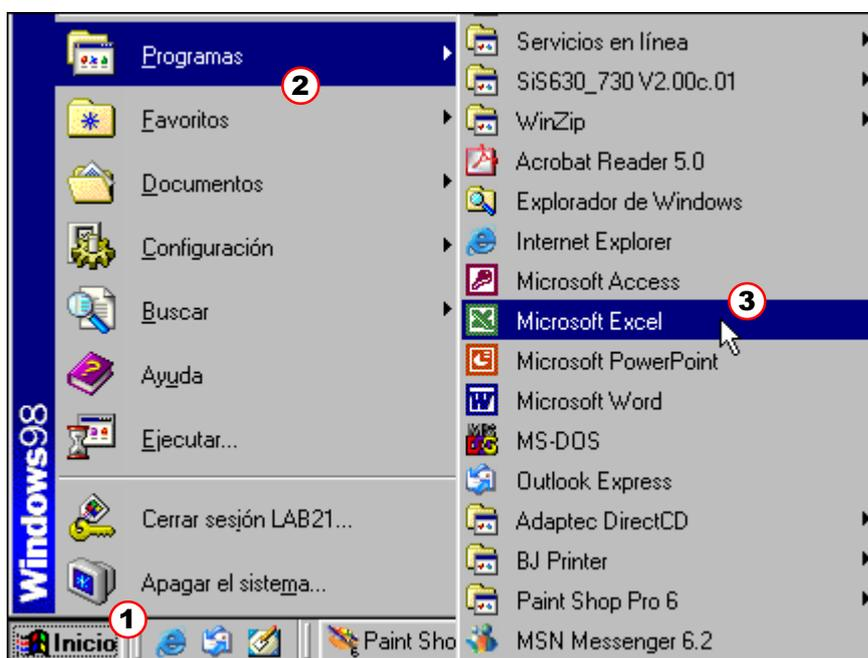 Windows98
Programas
2
Favoritos
Documentos
Configuración
Buscar
Ayuda
Ejecutar...
Cerrar sesión LAB21...
Apagar el sistema...
Servicios en línea
SiS630_730 V2.00c.01
WinZip
Acrobat Reader 5.0
Explorador de Windows
Internet Explorer
Microsoft Access
3
Microsoft Excel
Microsoft PowerPoint
Microsoft Word
MS-DOS
Outlook Express
Adaptec DirectCD
BJ Printer
Paint Shop Pro 6
MSN Messenger 6.2
1
Inicio
Paint Sho